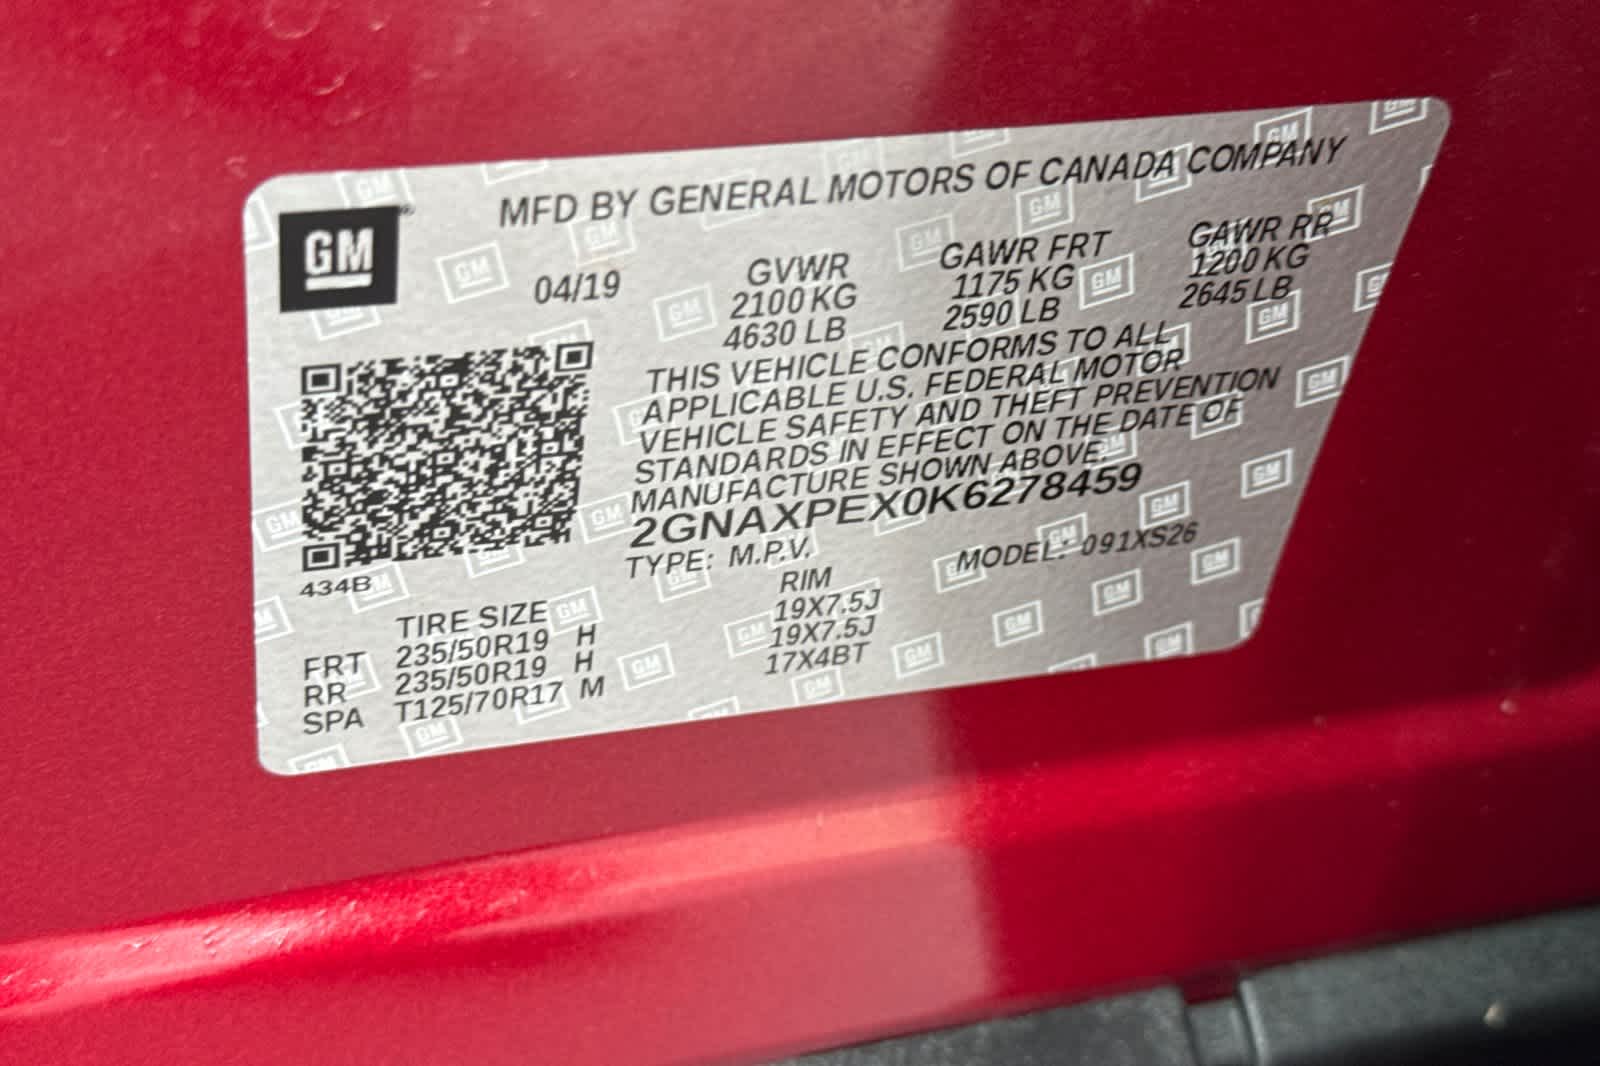 GM
MFD BY GENERAL MOTORS OF CANADA COMPANY
04/19
GVWR
2100 KG
4630 LB
GAWR FRT
1175 KG
2590 LB
GAWR RR
1200 KG
2645 LB
THIS VEHICLE CONFORMS TO ALL
APPLICABLE U.S. FEDERAL MOTOR
VEHICLE SAFETY AND THEFT PREVENTION
STANDARDS IN EFFECT ON THE DATE OF
MANUFACTURE SHOWN ABOVE.
2GNAXPEX0K6278459
TYPE: M.P.V. MODEL: 091XS26
434B
TIRE SIZE RIM
FRT 235/50R19 H 19X7.5J
RR 235/50R19 H 19X7.5J
SPA T125/70R17 M 17X4BT